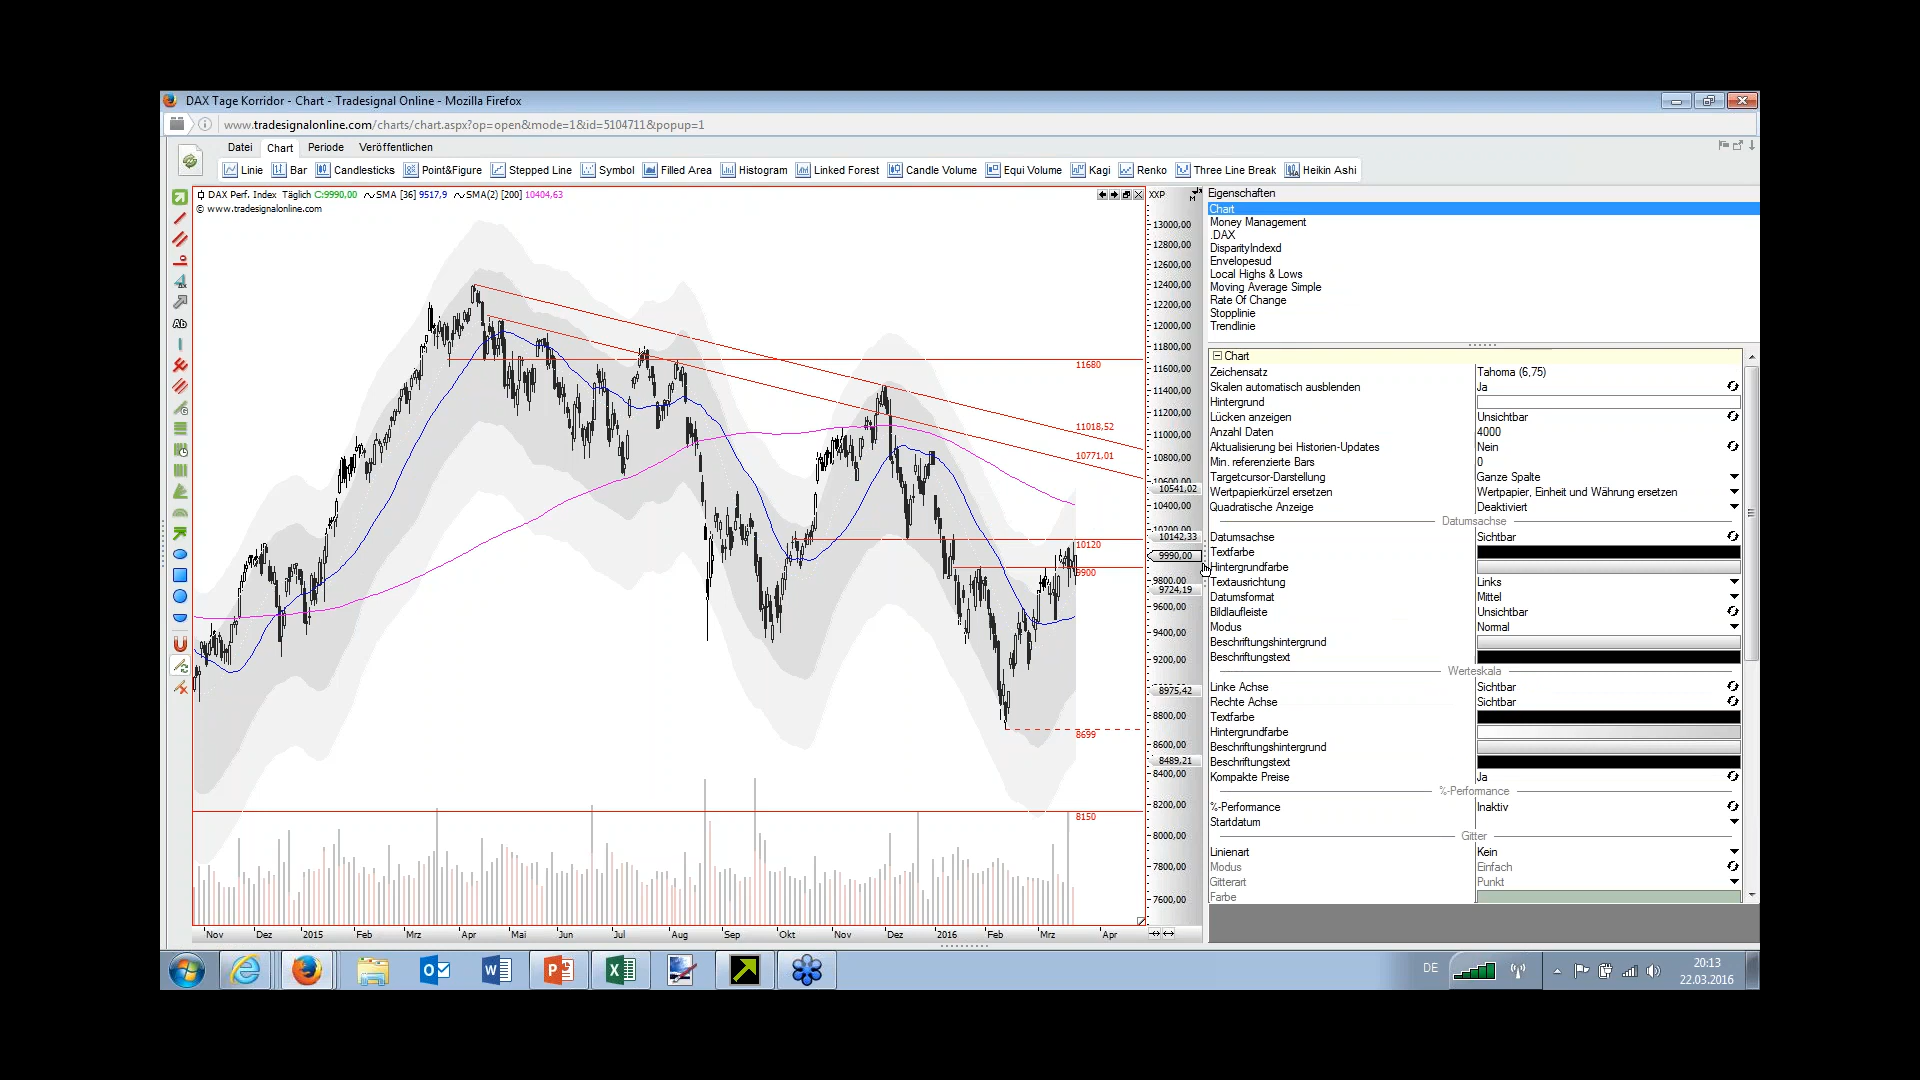 DAX Tage Korridor - Chart - Tradesignal Online - Mozilla Firefox
www.tradesignalonline.com/charts/chart.aspx?op=open&mode=1&id=5104711&popup=1
Datei Chart Periode Veröffentlichen
Linie Bar Candlesticks Point&Figure Stepped Line Symbol Filled Area Histogram Linked Forest Candle Volume Equi Volume Kagi Renko Three Line Break Heikin Ashi
DAX Perf. Index Täglich C:9990,00 SMA [36] 9517,9 SMA(2) [200] 10404,63
© www.tradesignalonline.com
XXP
Ab
11680
11018,52
10771,01
10120
9900
8699
8150
13000,00
12800,00
12600,00
12400,00
12200,00
12000,00
11800,00
11600,00
11400,00
11200,00
11000,00
10800,00
10600,00
10541,02
10400,00
10200,00
10142,33
9990,00
9800,00
9724,19
9600,00
9400,00
9200,00
8975,42
8800,00
8600,00
8489,21
8400,00
8200,00
8000,00
7800,00
7600,00
Nov Dez 2015 Feb Mrz Apr Mai Jun Jul Aug Sep Okt Nov Dez 2016 Feb Mrz Apr
Eigenschaften
Chart
Money Management
.DAX
DisparityIndexd
Envelopesud
Local Highs & Lows
Moving Average Simple
Rate Of Change
Stopplinie
Trendlinie
Chart
Zeichensatz Tahoma (6,75)
Skalen automatisch ausblenden Ja
Hintergrund
Lücken anzeigen Unsichtbar
Anzahl Daten 4000
Aktualisierung bei Historien-Updates Nein
Min. referenzierte Bars 0
Targetcursor-Darstellung Ganze Spalte
Wertpapierkürzel ersetzen Wertpapier, Einheit und Währung ersetzen
Quadratische Anzeige Deaktiviert
Datumsachse
Datumsachse Sichtbar
Textfarbe
Hintergrundfarbe
Textausrichtung Links
Datumsformat Mittel
Bildlaufleiste Unsichtbar
Modus Normal
Beschriftungshintergrund
Beschriftungstext
Werteskala
Linke Achse Sichtbar
Rechte Achse Sichtbar
Textfarbe
Hintergrundfarbe
Beschriftungshintergrund
Beschriftungstext
Kompakte Preise Ja
%-Performance
%-Performance Inaktiv
Startdatum
Gitter
Linienart Kein
Modus Einfach
Gitterart Punkt
Farbe
DE
20:13
22.03.2016